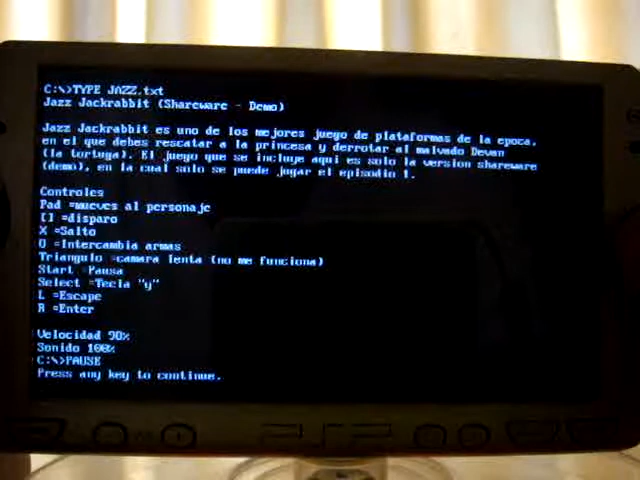 C:\>TYPE JAZZ.txt
Jazz Jackrabbit (Shareware - Demo)
Jazz Jackrabbit es uno de los mejores juego de plataformas de la epoca,
en el que debes rescatar a la princesa y derrotar al malvado Devan
(la tortuga). El juego que se incluye aqui es solo la version shareware
(demo), en la cual solo se puede jugar el episodio 1.
Controles
Pad =mueves al personaje
[] =disparo
X =Salto
O =Intercambia armas
Triangulo =camara lenta (no me funciona)
Start =Pausa
Select =Tecla "y"
L =Escape
R =Enter
Velocidad 90%
Sonido 100%
C:\>PAUSE
Press any key to continue.
PSP